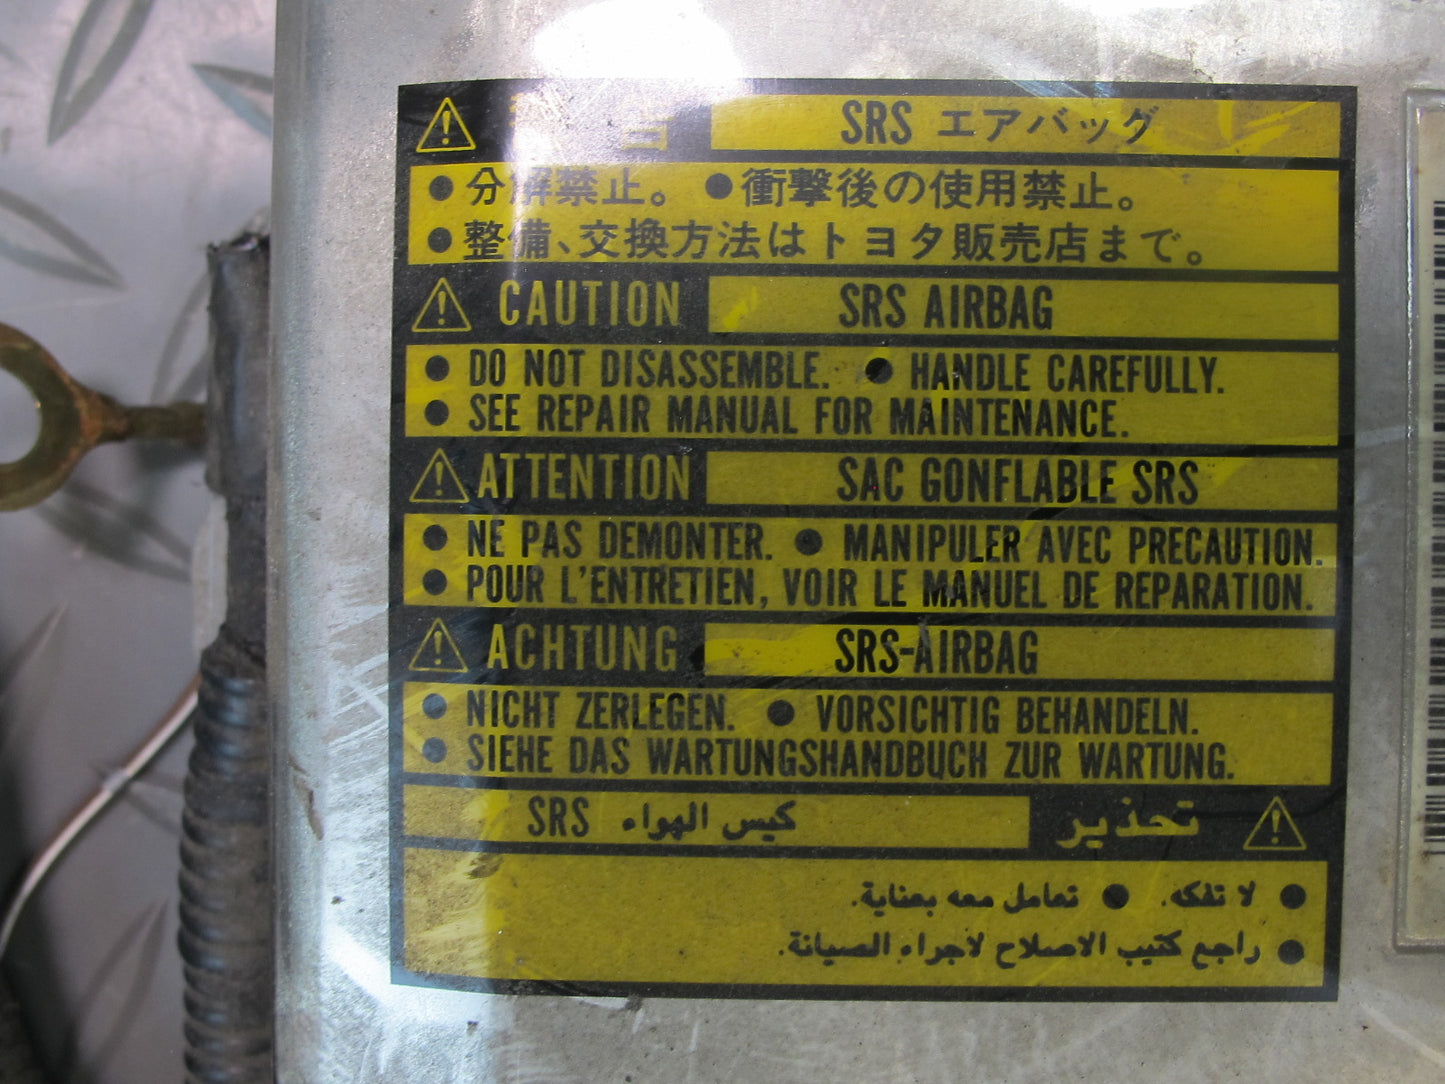 SRS エアバッグ
● 分解禁止。 ● 衝撃後の使用禁止。
● 整備、交換方法はトヨタ販売店まで。
CAUTION SRS AIRBAG
● DO NOT DISASSEMBLE. ● HANDLE CAREFULLY.
● SEE REPAIR MANUAL FOR MAINTENANCE.
ATTENTION SAC GONFLABLE SRS
● NE PAS DEMONTER. ● MANIPULER AVEC PRECAUTION.
● POUR L'ENTRETIEN, VOIR LE MANUEL DE REPARATION.
ACHTUNG SRS-AIRBAG
● NICHT ZERLEGEN. ● VORSICHTIG BEHANDELN.
● SIEHE DAS WARTUNGSHANDBUCH ZUR WARTUNG.
تحذير كيس الهواء SRS
● لا تفكه. ● تعامل معه بعناية.
● راجع كتيب الاصلاح لاجراء الصيانة.